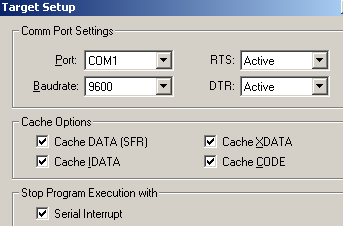 Target Setup
Comm Port Settings
Port: COM1 RTS: Active
Baudrate: 9600 DTR: Active
Cache Options
Cache DATA (SFR) Cache XDATA
Cache IDATA Cache CODE
Stop Program Execution with
Serial Interrupt